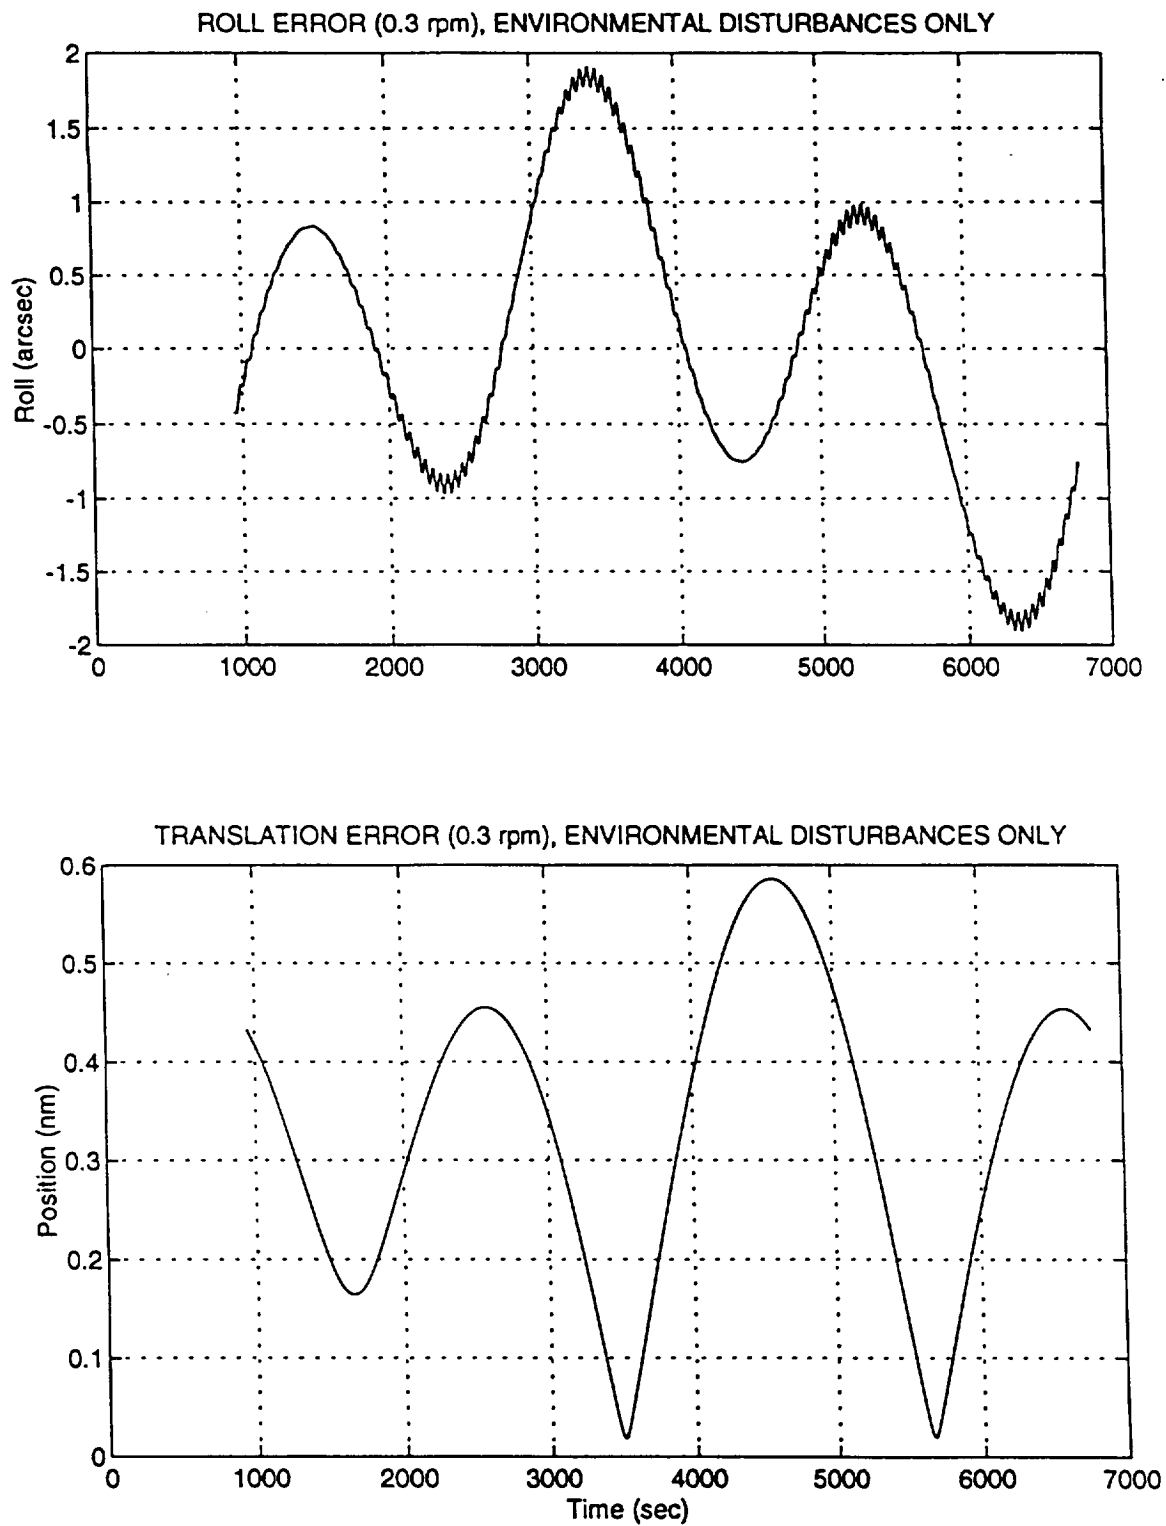 ROLL ERROR (0.3 rpm), ENVIRONMENTAL DISTURBANCES ONLY
2
1.5
1
0.5
0
-0.5
-1
-1.5
-2
Roll (arcsec)
0 1000 2000 3000 4000 5000 6000 7000
TRANSLATION ERROR (0.3 rpm), ENVIRONMENTAL DISTURBANCES ONLY
0.6
0.5
0.4
0.3
0.2
0.1
0
Position (nm)
0 1000 2000 3000 4000 5000 6000 7000
Time (sec)